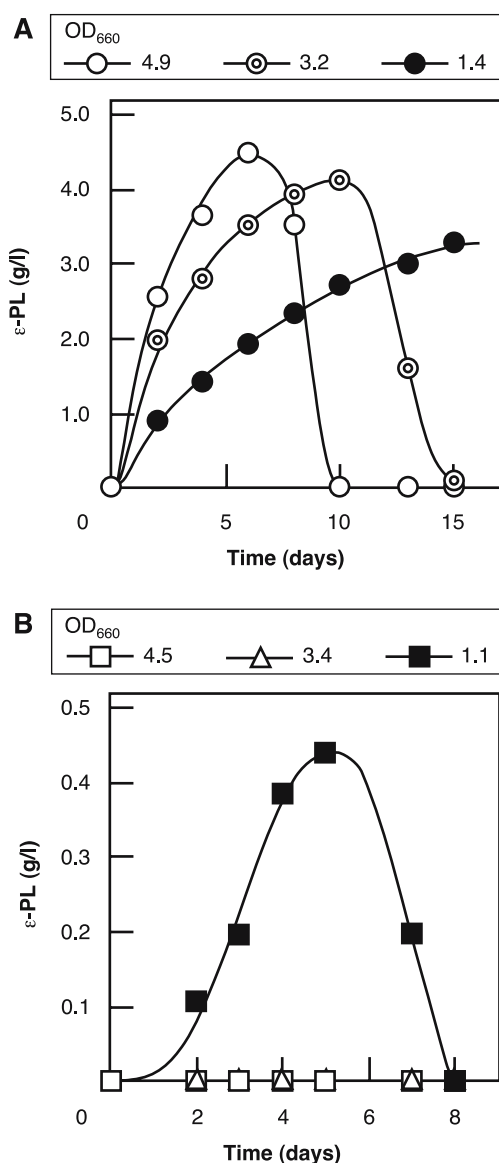 A
OD660
4.9 3.2 1.4
5.0
4.0
3.0
2.0
1.0
ε-PL (g/l)
0 5 10 15
Time (days)
B
OD660
4.5 3.4 1.1
0.5
0.4
0.3
0.2
0.1
ε-PL (g/l)
0 2 4 6 8
Time (days)